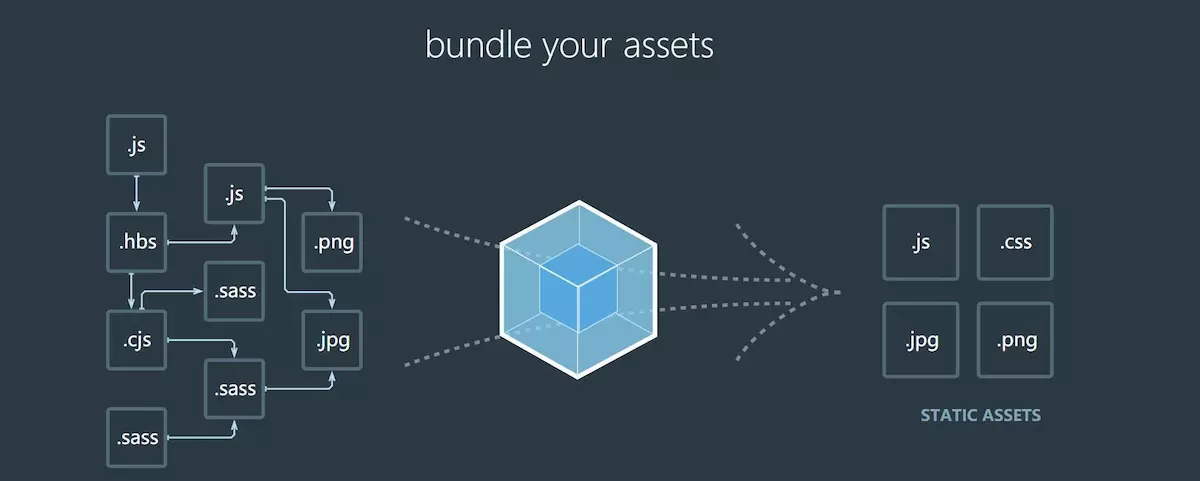 bundle your assets
.js
.js
.hbs
.png
.sass
.cjs
.jpg
.sass
.sass
.js
.css
.jpg
.png
STATIC ASSETS